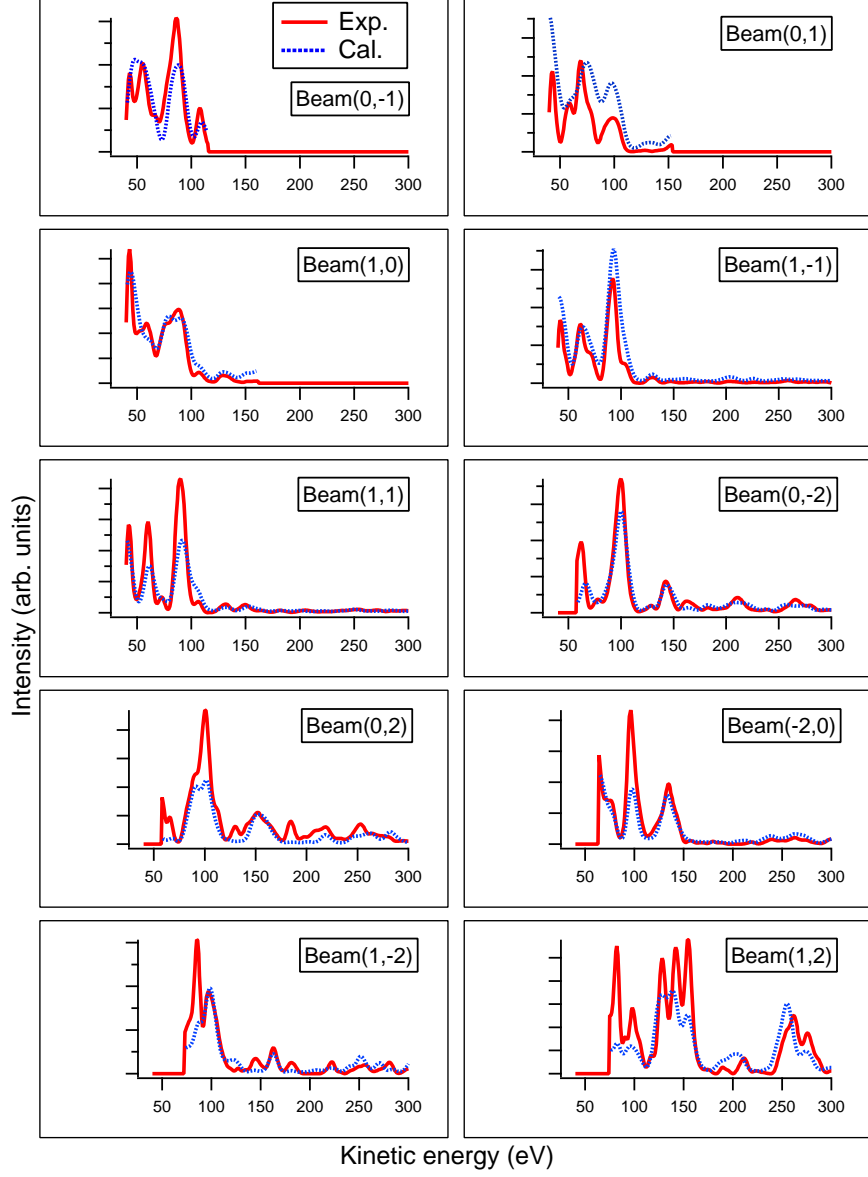 Exp.
Cal.
Beam(0,-1)
50 100 150 200 250 300
Beam(0,1)
50 100 150 200 250 300
Beam(1,0)
50 100 150 200 250 300
Beam(1,-1)
50 100 150 200 250 300
Beam(1,1)
50 100 150 200 250 300
Beam(0,-2)
50 100 150 200 250 300
Intensity (arb. units)
Beam(0,2)
50 100 150 200 250 300
Beam(-2,0)
50 100 150 200 250 300
Beam(1,-2)
50 100 150 200 250 300
Beam(1,2)
50 100 150 200 250 300
Kinetic energy (eV)